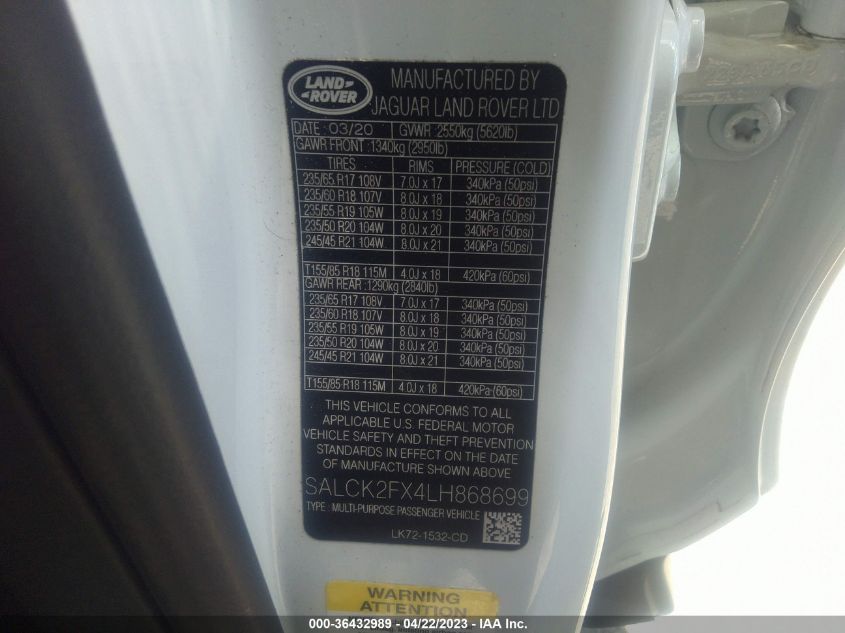 LAND
ROVER
MANUFACTURED BY
JAGUAR LAND ROVER LTD
DATE : 03/20 GVWR :2550kg (5620lb)
GAWR FRONT :1340kg (2950lb)
TIRES RIMS PRESSURE (COLD)
235/65 R17 108V 7.0J x 17 340kPa (50psi)
235/60 R18 107V 8.0J x 18 340kPa (50psi)
235/55 R19 105W 8.0J x 19 340kPa (50psi)
235/50 R20 104W 8.0J x 20 340kPa (50psi)
245/45 R21 104W 8.0J x 21 340kPa (50psi)
T155/85 R18 115M 4.0J x 18 420kPa (60psi)
GAWR REAR :1290kg (2840lb)
235/65 R17 108V 7.0J x 17 340kPa (50psi)
235/60 R18 107V 8.0J x 18 340kPa (50psi)
235/55 R19 105W 8.0J x 19 340kPa (50psi)
235/50 R20 104W 8.0J x 20 340kPa (50psi)
245/45 R21 104W 8.0J x 21 340kPa (50psi)
T155/85 R18 115M 4.0J x 18 420kPa (60psi)
THIS VEHICLE CONFORMS TO ALL
APPLICABLE U.S. FEDERAL MOTOR
VEHICLE SAFETY AND THEFT PREVENTION
STANDARDS IN EFFECT ON THE DATE
OF MANUFACTURE SHOWN ABOVE
SALCK2FX4LH868699
TYPE : MULTI-PURPOSE PASSENGER VEHICLE
LK72-1532-CD
WARNING
ATTENTION
000-36432989 - 04/22/2023 - IAA Inc.